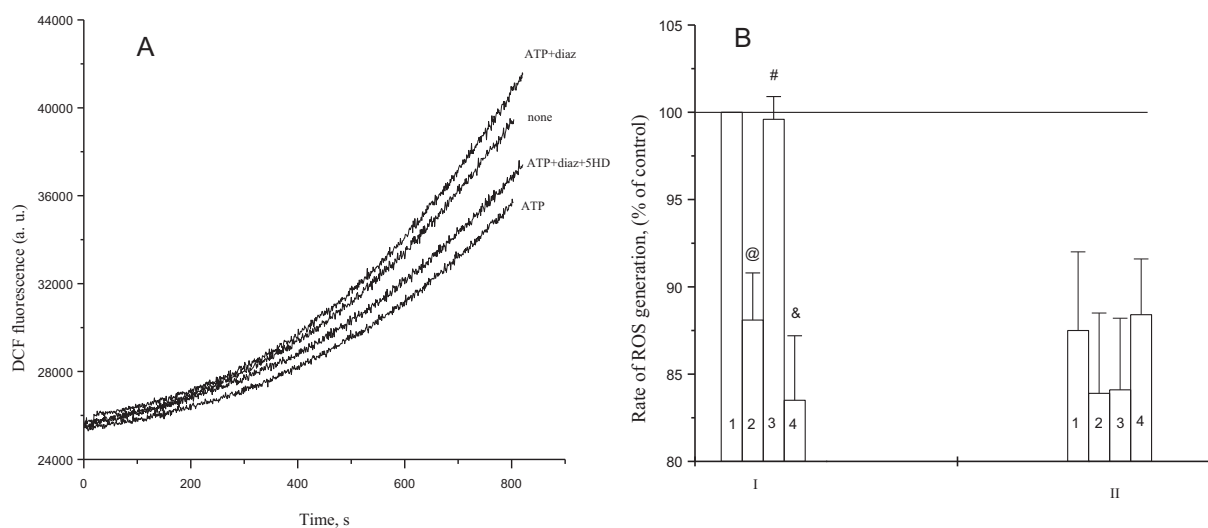 A
DCF fluorescence (a. u.)
44000
40000
36000
32000
28000
24000
0
200
400
600
800
Time, s
ATP+diaz
none
ATP+diaz+5HD
ATP
B
Rate of ROS generation, (% of control)
105
100
95
90
85
80
#
@
&
1
2
3
4
1
2
3
4
I
II